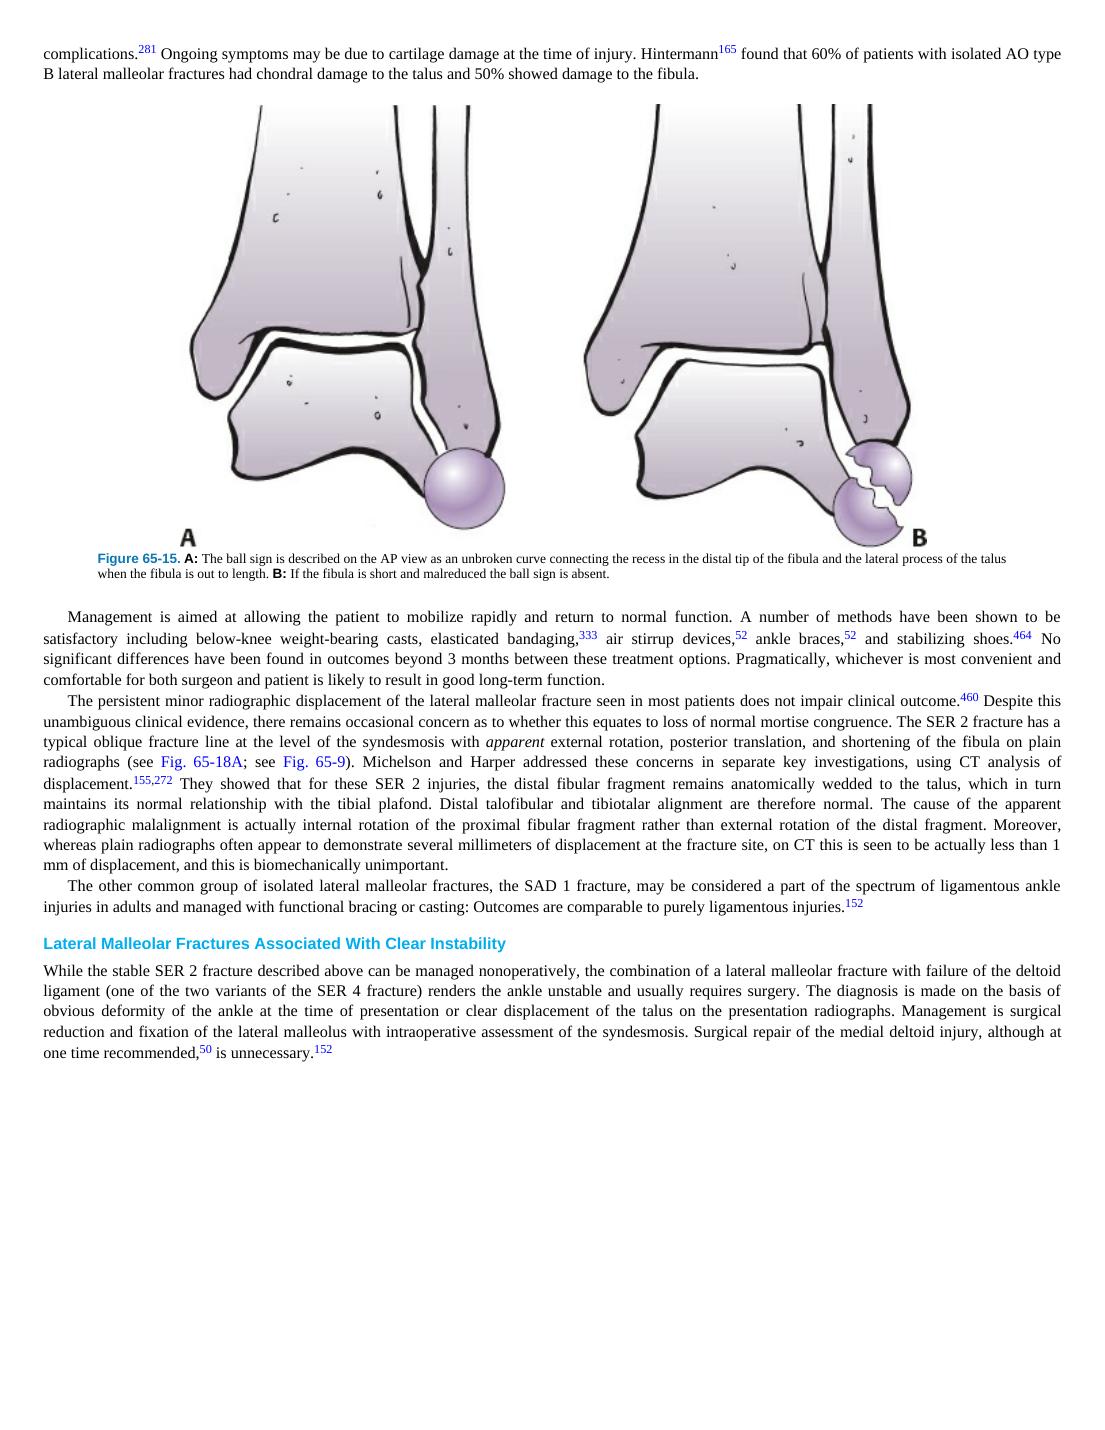 complications.281 Ongoing symptoms may be due to cartilage damage at the time of injury. Hintermann165 found that 60% of patients with isolated AO type
B lateral malleolar fractures had chondral damage to the talus and 50% showed damage to the fibula.
A
B
Figure 65-15. A: The ball sign is described on the AP view as an unbroken curve connecting the recess in the distal tip of the fibula and the lateral process of the talus
when the fibula is out to length. B: If the fibula is short and malreduced the ball sign is absent.
Management is aimed at allowing the patient to mobilize rapidly and return to normal function. A number of methods have been shown to be
satisfactory including below-knee weight-bearing casts, elasticated bandaging,333 air stirrup devices,52 ankle braces,52 and stabilizing shoes.464 No
significant differences have been found in outcomes beyond 3 months between these treatment options. Pragmatically, whichever is most convenient and
comfortable for both surgeon and patient is likely to result in good long-term function.
The persistent minor radiographic displacement of the lateral malleolar fracture seen in most patients does not impair clinical outcome.460 Despite this
unambiguous clinical evidence, there remains occasional concern as to whether this equates to loss of normal mortise congruence. The SER 2 fracture has a
typical oblique fracture line at the level of the syndesmosis with apparent external rotation, posterior translation, and shortening of the fibula on plain
radiographs (see Fig. 65-18A; see Fig. 65-9). Michelson and Harper addressed these concerns in separate key investigations, using CT analysis of
displacement.155,272 They showed that for these SER 2 injuries, the distal fibular fragment remains anatomically wedded to the talus, which in turn
maintains its normal relationship with the tibial plafond. Distal talofibular and tibiotalar alignment are therefore normal. The cause of the apparent
radiographic malalignment is actually internal rotation of the proximal fibular fragment rather than external rotation of the distal fragment. Moreover,
whereas plain radiographs often appear to demonstrate several millimeters of displacement at the fracture site, on CT this is seen to be actually less than 1
mm of displacement, and this is biomechanically unimportant.
The other common group of isolated lateral malleolar fractures, the SAD 1 fracture, may be considered a part of the spectrum of ligamentous ankle
injuries in adults and managed with functional bracing or casting: Outcomes are comparable to purely ligamentous injuries.152
Lateral Malleolar Fractures Associated With Clear Instability
While the stable SER 2 fracture described above can be managed nonoperatively, the combination of a lateral malleolar fracture with failure of the deltoid
ligament (one of the two variants of the SER 4 fracture) renders the ankle unstable and usually requires surgery. The diagnosis is made on the basis of
obvious deformity of the ankle at the time of presentation or clear displacement of the talus on the presentation radiographs. Management is surgical
reduction and fixation of the lateral malleolus with intraoperative assessment of the syndesmosis. Surgical repair of the medial deltoid injury, although at
one time recommended,50 is unnecessary.152